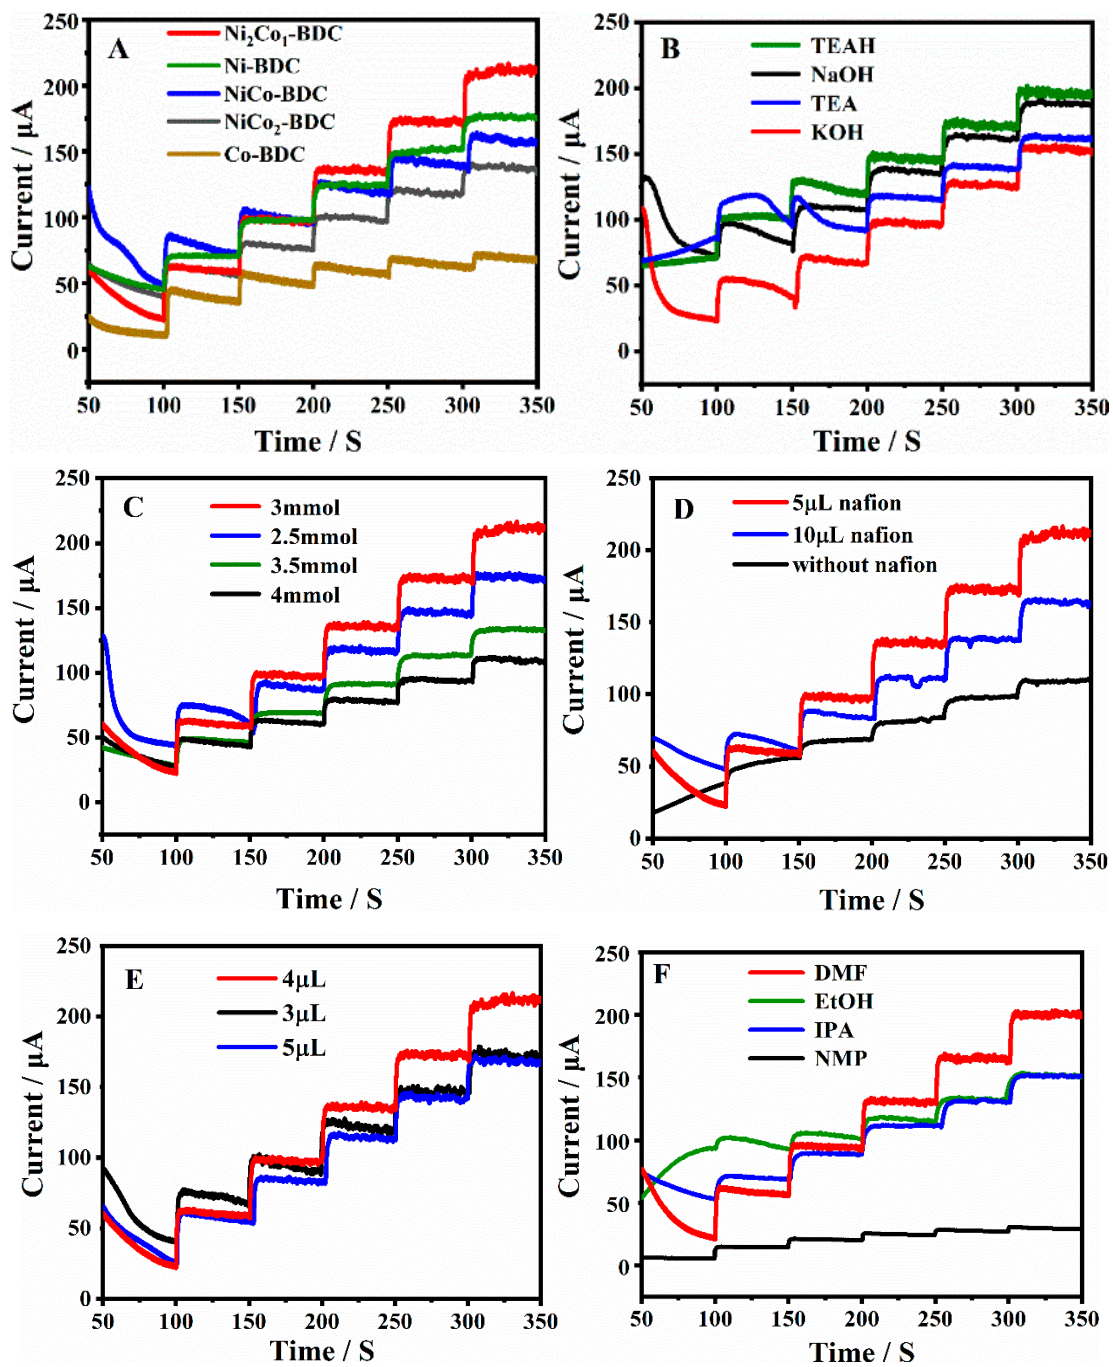 A
Ni₂Co₁-BDC
Ni-BDC
NiCo-BDC
NiCo₂-BDC
Co-BDC
250
200
150
100
50
0
Current / μA
50 100 150 200 250 300 350
Time / S
B
TEAH
NaOH
TEA
KOH
250
200
150
100
50
0
Current / μA
50 100 150 200 250 300 350
Time / S
C
3mmol
2.5mmol
3.5mmol
4mmol
250
200
150
100
50
0
Current / μA
50 100 150 200 250 300 350
Time / S
D
5μL nafion
10μL nafion
without nafion
250
200
150
100
50
0
Current / μA
50 100 150 200 250 300 350
Time / S
E
4μL
3μL
5μL
250
200
150
100
50
0
Current / μA
50 100 150 200 250 300 350
Time / S
F
DMF
EtOH
IPA
NMP
250
200
150
100
50
0
Current / μA
50 100 150 200 250 300 350
Time / S